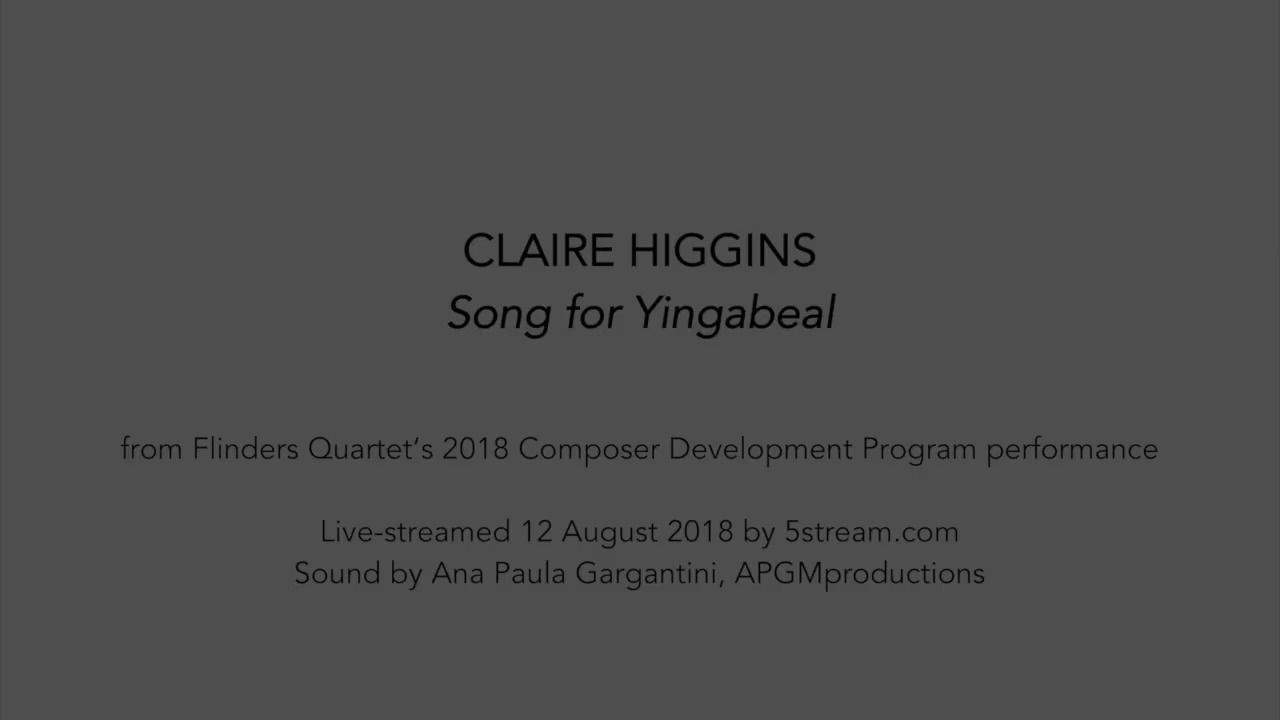 CLAIRE HIGGINS
Song for Yingabeal
from Flinders Quartet’s 2018 Composer Development Program performance
Live-streamed 12 August 2018 by 5stream.com
Sound by Ana Paula Gargantini, APGMproductions